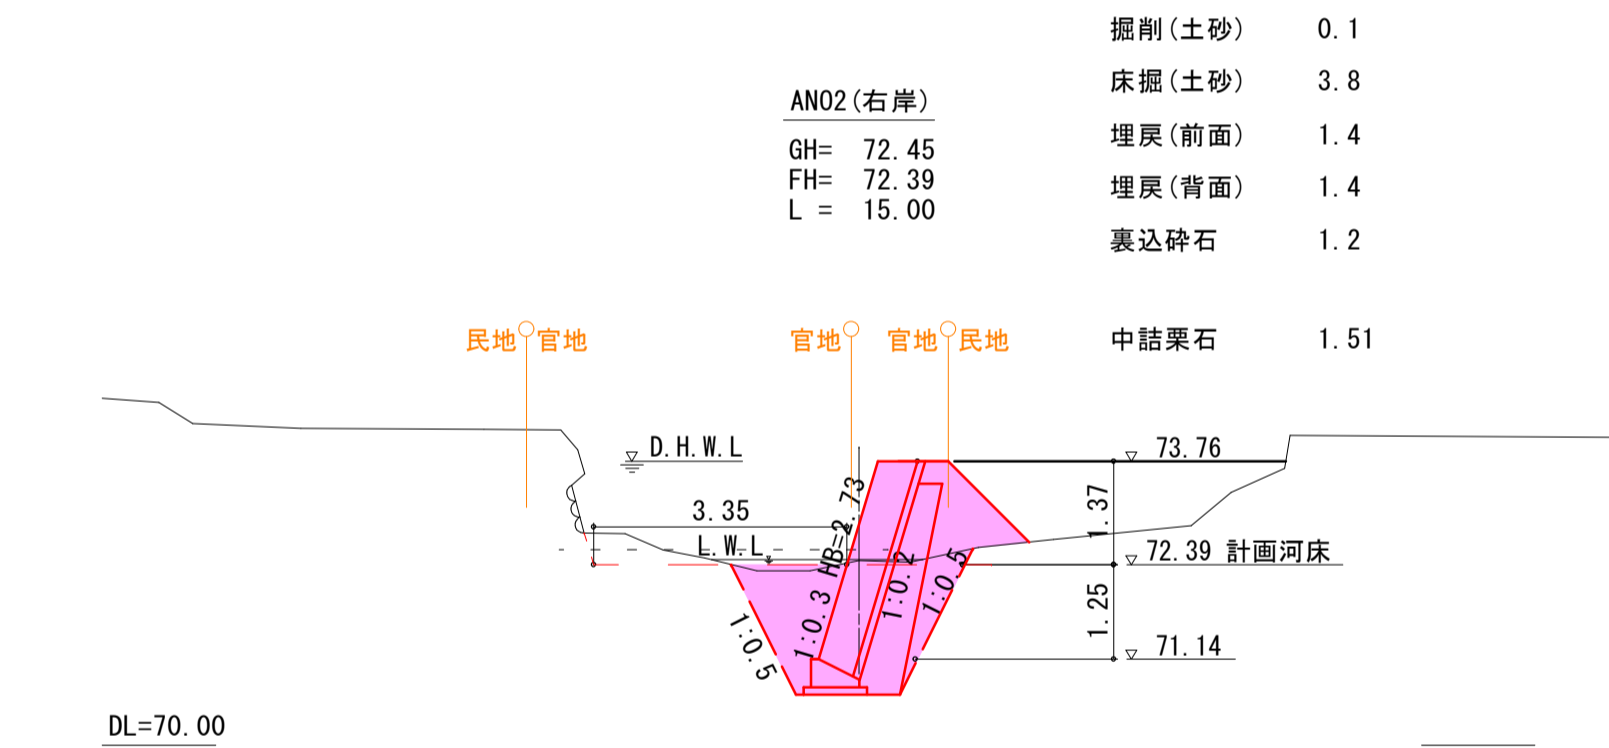 掘削(土砂) 0.1
床掘(土砂) 3.8
ANO2(右岸)
埋戻(前面) 1.4
GH= 72.45
FH= 72.39
埋戻(背面) 1.4
L = 15.00
裏込砕石 1.2
民地 官地 官地 官地 民地 中詰栗石 1.51
D.H.W.L 73.76
3.35
1.37
L.W.L
72.39 計画河床
1:0.3 HB=2.73
1:0.2
1:0.5
1:0.5
1.25
71.14
DL=70.00